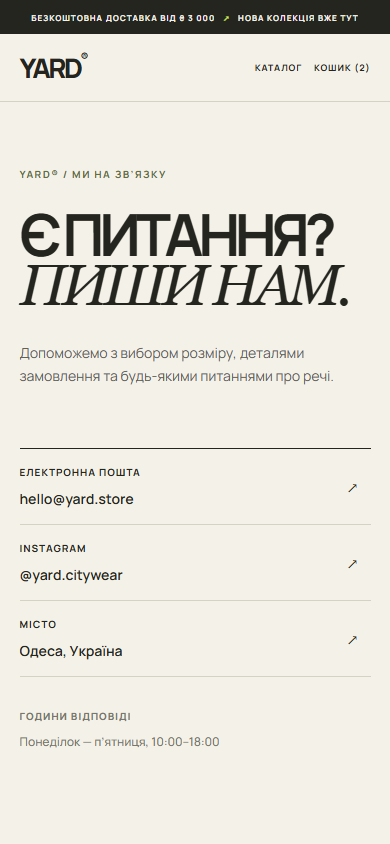 БЕЗКОШТОВНА ДОСТАВКА ВІД ₴ 3 000 ↗ НОВА КОЛЕКЦІЯ ВЖЕ ТУТ
YARD®
КАТАЛОГ КОШИК (2)
YARD® / МИ НА ЗВ'ЯЗКУ
Є ПИТАННЯ?
ПИШИ НАМ.
Допоможемо з вибором розміру, деталями
замовлення та будь-якими питаннями про речі.
ЕЛЕКТРОННА ПОШТА
hello@yard.store ↗
INSTAGRAM
@yard.citywear ↗
МІСТО
Одеса, Україна ↗
ГОДИНИ ВІДПОВІДІ
Понеділок — п'ятниця, 10:00–18:00